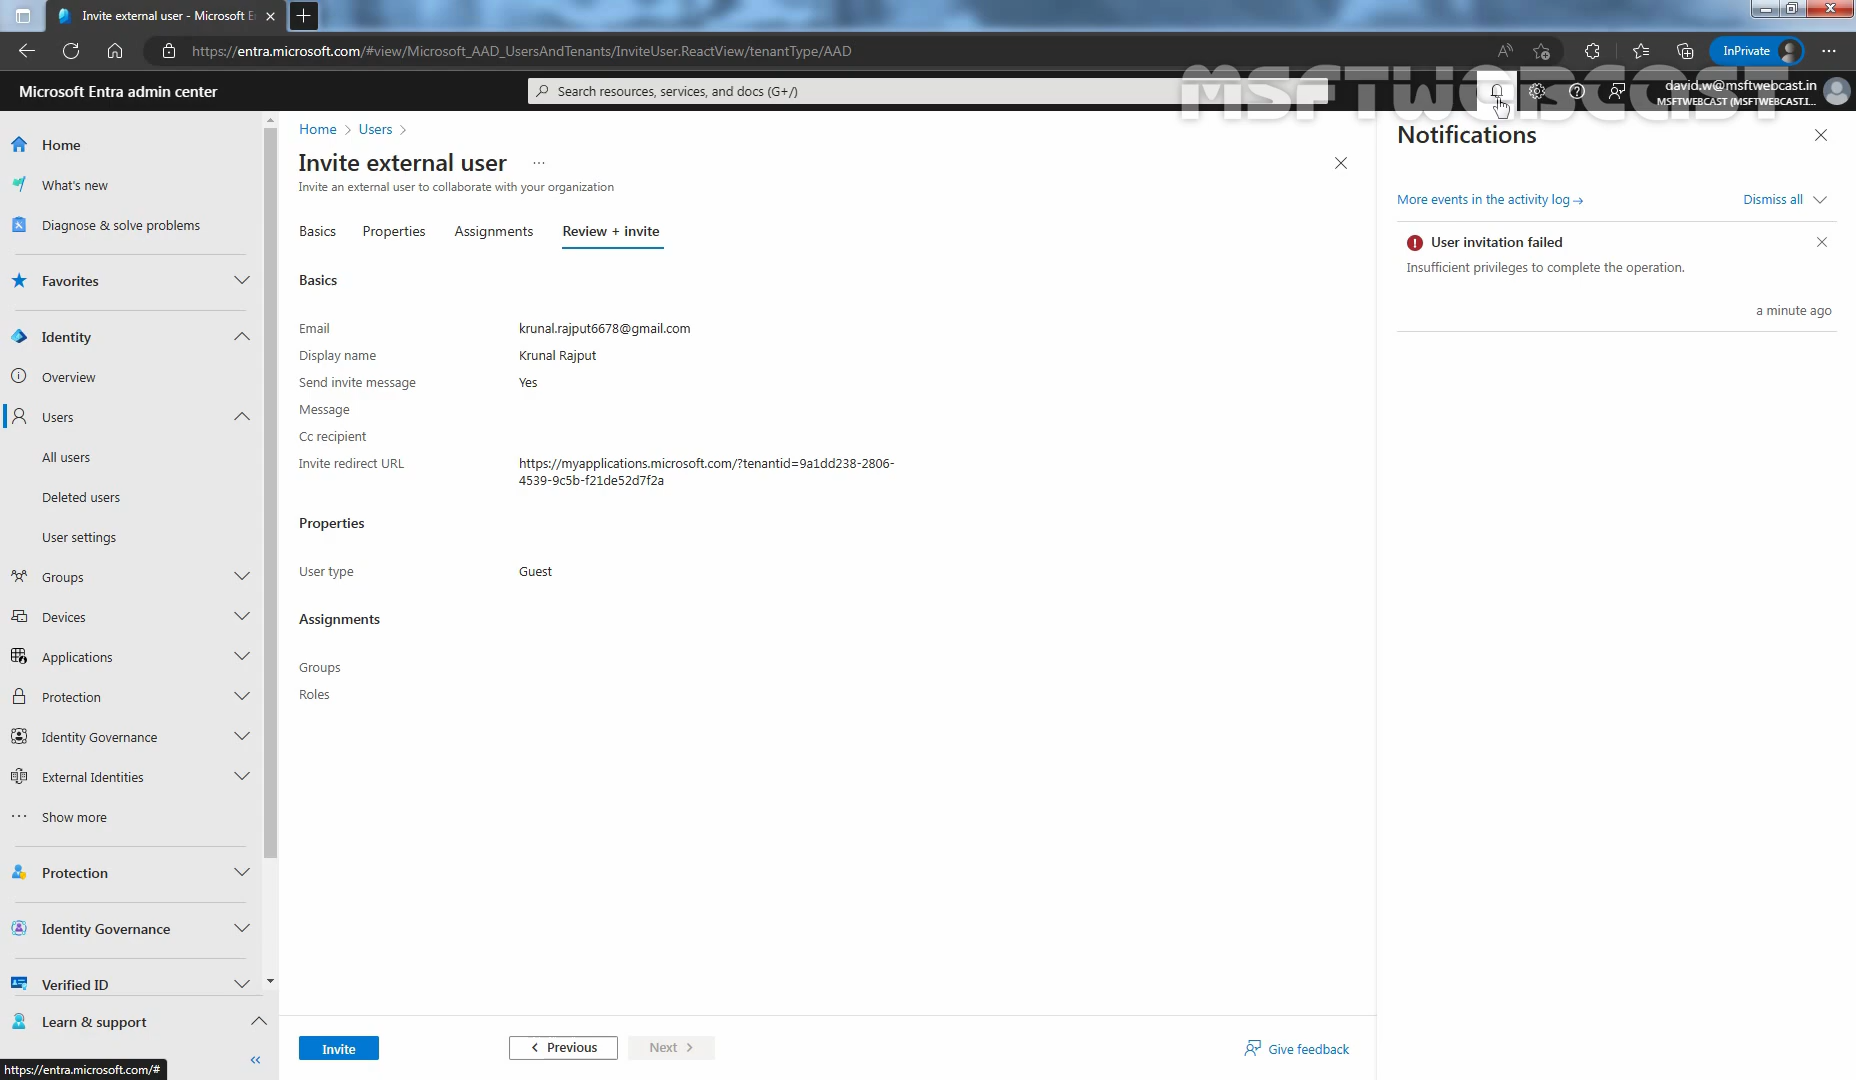 Invite external user - Microsoft E
https://entra.microsoft.com/#view/Microsoft_AAD_UsersAndTenants/InviteUser.ReactView/tenantType/AAD
InPrivate
Microsoft Entra admin center
Search resources, services, and docs (G+/)
MSFTWEBCAST
david.w@msftwebcast.in
MSFTWEBCAST (MSFTWEBCAST.I...
Home
What's new
Diagnose & solve problems
Favorites
Identity
Overview
Users
All users
Deleted users
User settings
Groups
Devices
Applications
Protection
Identity Governance
External Identities
Show more
Protection
Identity Governance
Verified ID
Learn & support
https://entra.microsoft.com/#
Home > Users >
Invite external user ...
Invite an external user to collaborate with your organization
Basics Properties Assignments Review + invite
Basics
Email krunal.rajput6678@gmail.com
Display name Krunal Rajput
Send invite message Yes
Message
Cc recipient
Invite redirect URL https://myapplications.microsoft.com/?tenantid=9a1dd238-2806-
4539-9c5b-f21de52d7f2a
Properties
User type Guest
Assignments
Groups
Roles
Invite < Previous Next > Give feedback
Notifications
More events in the activity log → Dismiss all
User invitation failed
Insufficient privileges to complete the operation.
a minute ago